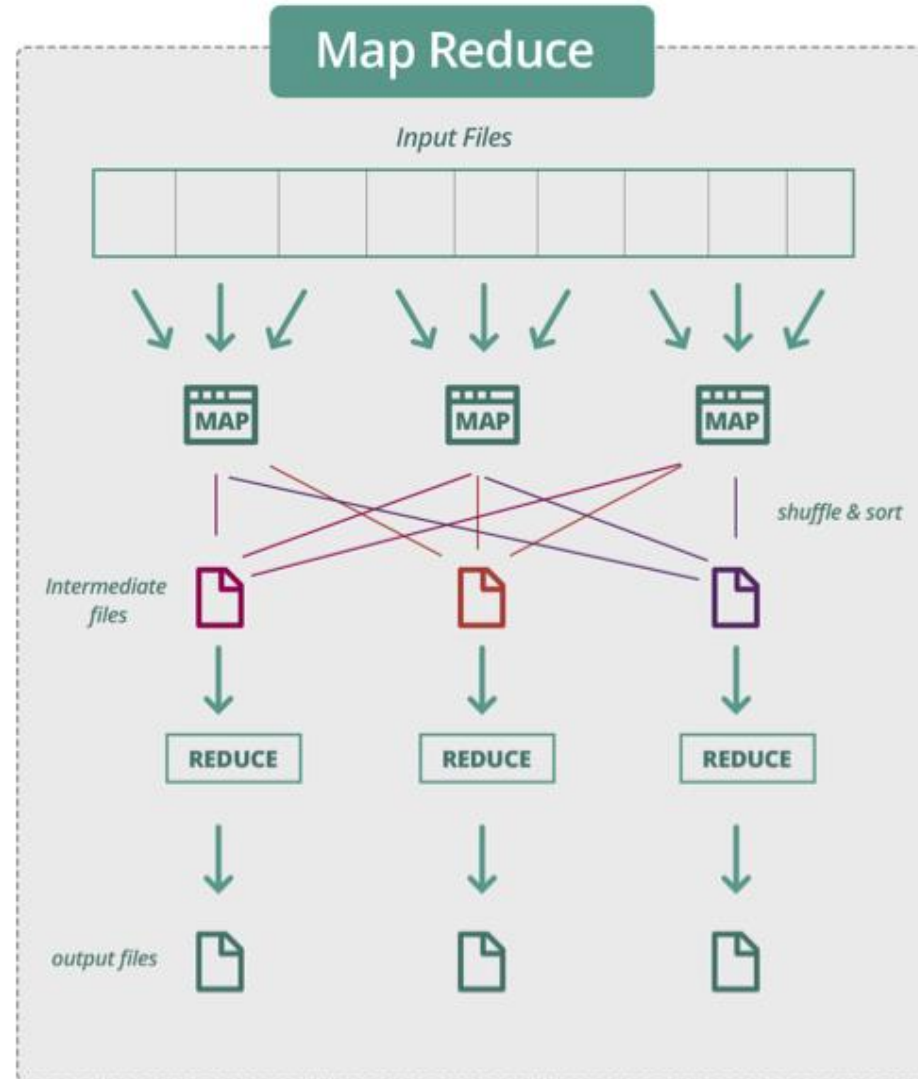 Map Reduce
Input Files
MAP
MAP
MAP
shuffle & sort
Intermediate
files
REDUCE
REDUCE
REDUCE
output files